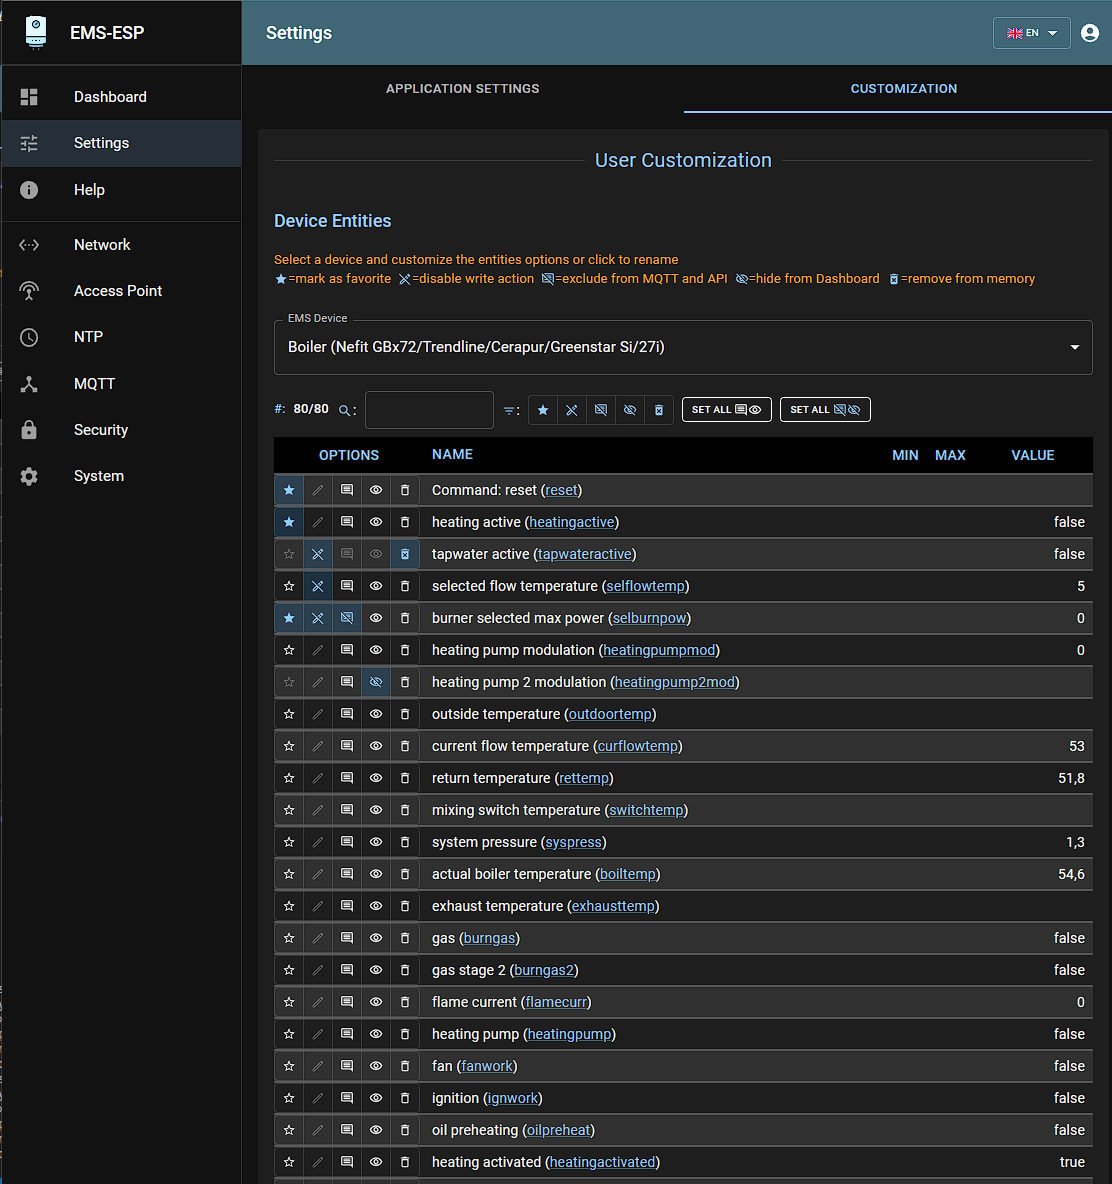 EMS-ESP
Settings
EN
Dashboard
Settings
Help
Network
Access Point
NTP
MQTT
Security
System
APPLICATION SETTINGS
CUSTOMIZATION
User Customization
Device Entities
Select a device and customize the entities options or click to rename
=mark as favorite =disable write action =exclude from MQTT and API =hide from Dashboard =remove from memory
EMS Device
Boiler (Nefit GBx72/Trendline/Cerapur/Greenstar Si/27i)
#: 80/80 : : SET ALL SET ALL
OPTIONS NAME MIN MAX VALUE
Command: reset (reset)
heating active (heatingactive) false
tapwater active (tapwateractive) false
selected flow temperature (selflowtemp) 5
burner selected max power (selburnpow) 0
heating pump modulation (heatingpumpmod) 0
heating pump 2 modulation (heatingpump2mod)
outside temperature (outdoortemp)
current flow temperature (curflowtemp) 53
return temperature (rettemp) 51,8
mixing switch temperature (switchtemp)
system pressure (syspress) 1,3
actual boiler temperature (boiltemp) 54,6
exhaust temperature (exhausttemp)
gas (burngas) false
gas stage 2 (burngas2) false
flame current (flamecurr) 0
heating pump (heatingpump) false
fan (fanwork) false
ignition (ignwork) false
oil preheating (oilpreheat) false
heating activated (heatingactivated) true